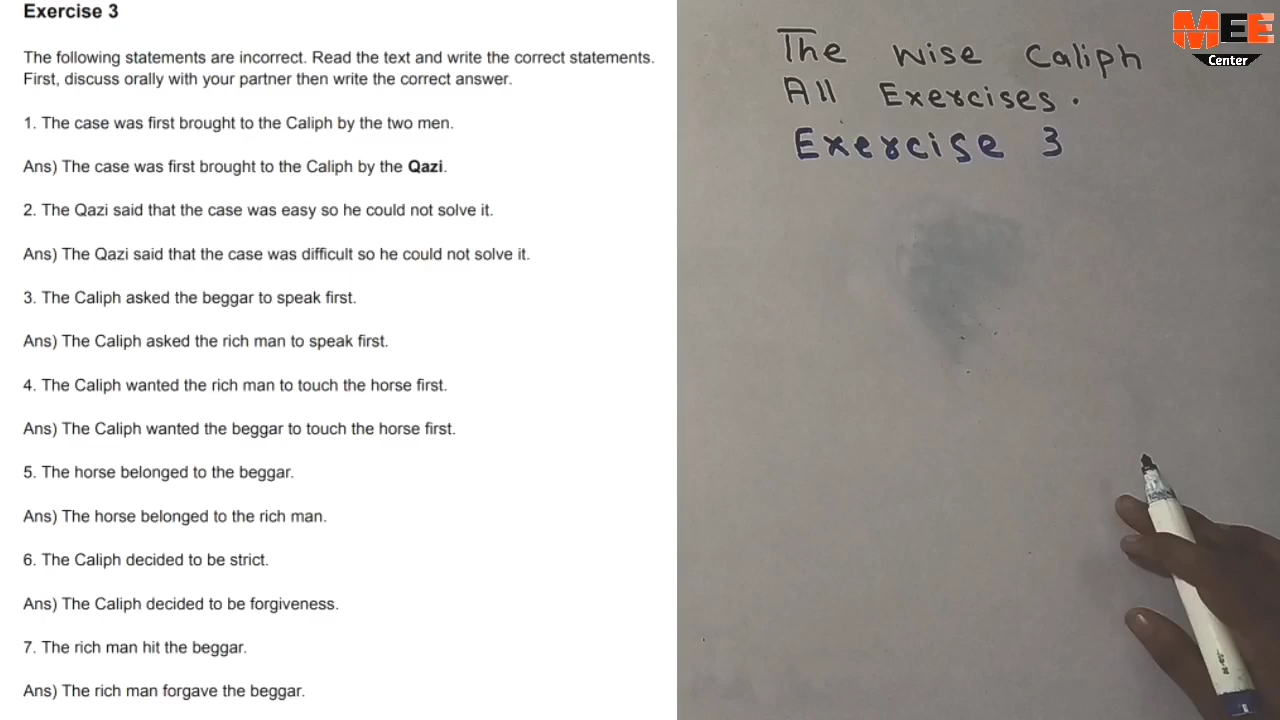 Exercise 3
The following statements are incorrect. Read the text and write the correct statements.
First, discuss orally with your partner then write the correct answer.
1. The case was first brought to the Caliph by the two men.
Ans) The case was first brought to the Caliph by the Qazi.
2. The Qazi said that the case was easy so he could not solve it.
Ans) The Qazi said that the case was difficult so he could not solve it.
3. The Caliph asked the beggar to speak first.
Ans) The Caliph asked the rich man to speak first.
4. The Caliph wanted the rich man to touch the horse first.
Ans) The Caliph wanted the beggar to touch the horse first.
5. The horse belonged to the beggar.
Ans) The horse belonged to the rich man.
6. The Caliph decided to be strict.
Ans) The Caliph decided to be forgiveness.
7. The rich man hit the beggar.
Ans) The rich man forgave the beggar.
The Wise Caliph
All Exercises.
Exercise 3
MEE
Center